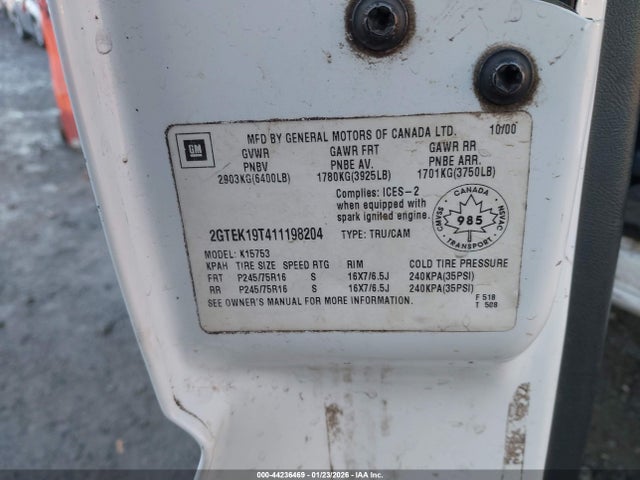 GM
MFD BY GENERAL MOTORS OF CANADA LTD. 10/00
GVWR GAWR FRT GAWR RR
PNBV PNBE AV. PNBE ARR.
2903KG(6400LB) 1780KG(3925LB) 1701KG(3750LB)
Complies: ICES-2
when equipped with
spark ignited engine.
CANADA
CMVSS 985 NSVAC
TRANSPORT
2GTEK19T411198204 TYPE: TRU/CAM
MODEL: K15753
KPAH TIRE SIZE SPEED RTG RIM COLD TIRE PRESSURE
FRT P245/75R16 S 16X7/6.5J 240KPA(35PSI)
RR P245/75R16 S 16X7/6.5J 240KPA(35PSI)
SEE OWNER'S MANUAL FOR MORE INFORMATION.
F 518
T 508
000-44236469 - 01/23/2026 - IAA Inc.